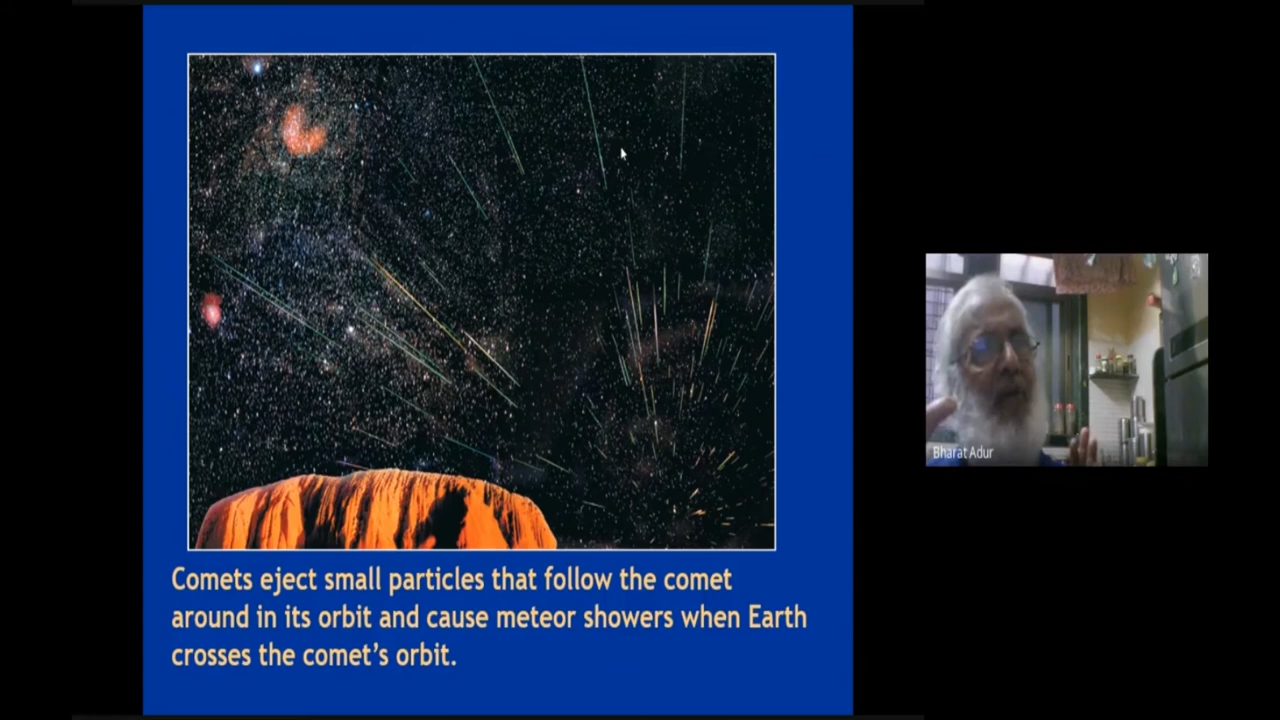 Comets eject small particles that follow the comet
around in its orbit and cause meteor showers when Earth
crosses the comet's orbit.
Bharat Adur